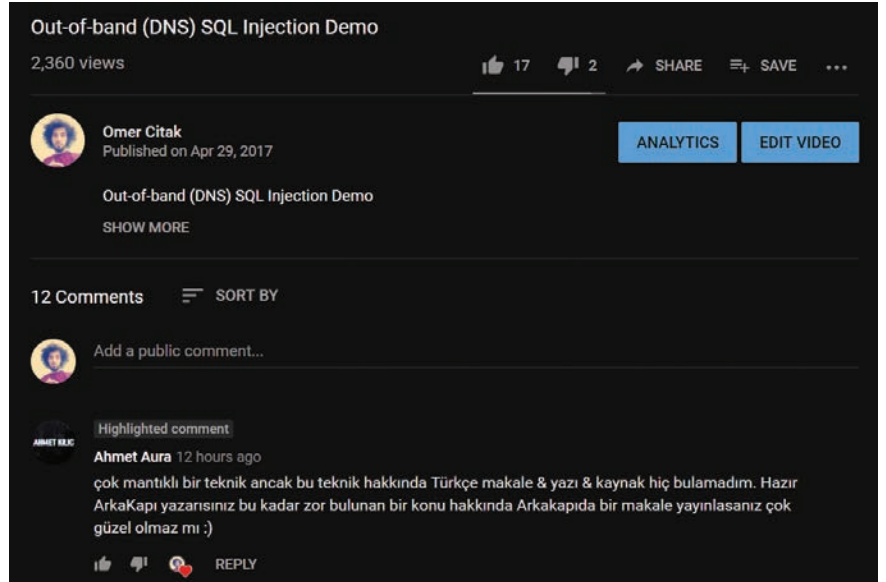 Out-of-band (DNS) SQL Injection Demo
2,360 views
17 2 SHARE SAVE ...
Omer Citak
Published on Apr 29, 2017
ANALYTICS EDIT VIDEO
Out-of-band (DNS) SQL Injection Demo
SHOW MORE
12 Comments SORT BY
Add a public comment...
AHMET KILIC
Highlighted comment
Ahmet Aura 12 hours ago
çok mantıklı bir teknik ancak bu teknik hakkında Türkçe makale & yazı & kaynak hiç bulamadım. Hazır
ArkaKapı yazarısınız bu kadar zor bulunan bir konu hakkında Arkakapıda bir makale yayınlasanız çok
güzel olmaz mı :)
REPLY